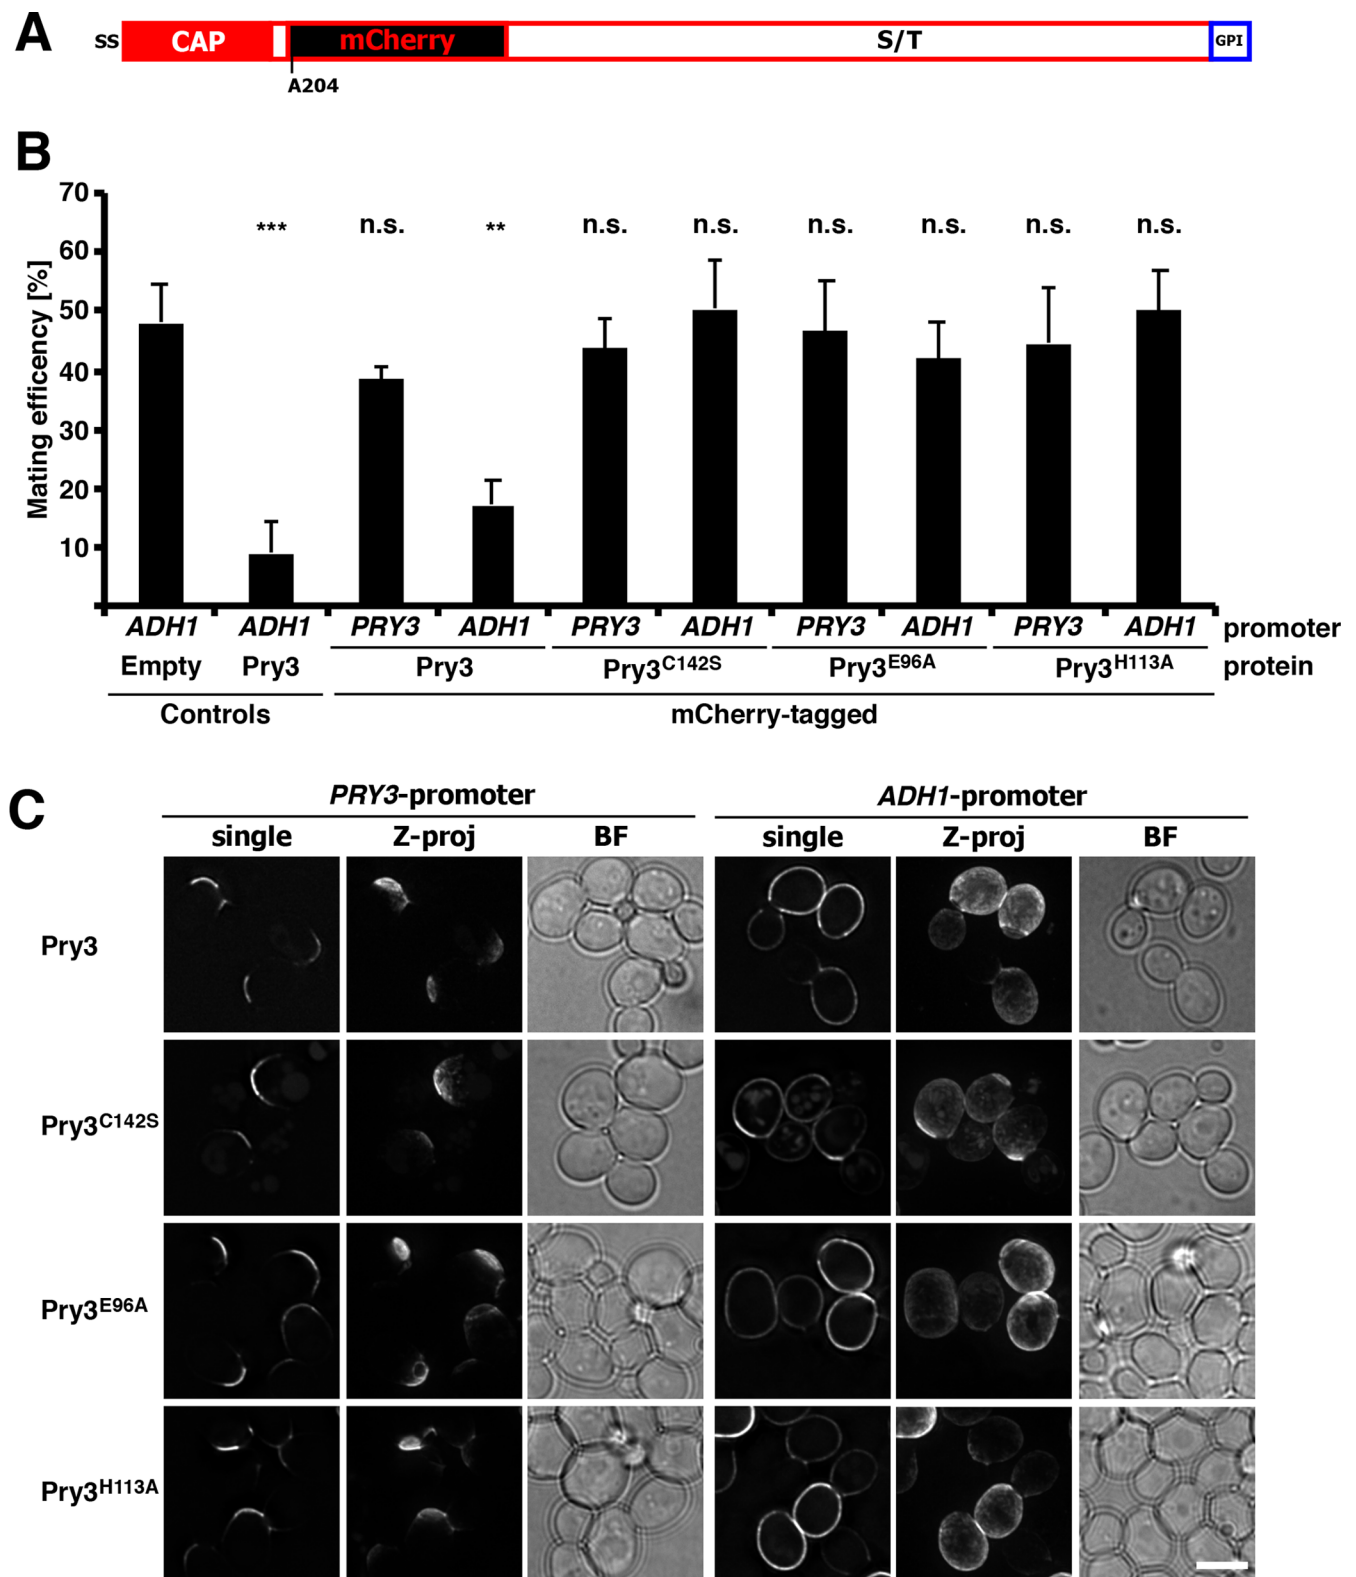 A
ss CAP mCherry S/T GPI
A204
B
Mating efficency [%]
70
60
50
40
30
20
10
*** n.s. ** n.s. n.s. n.s. n.s. n.s. n.s.
ADH1 ADH1 PRY3 ADH1 PRY3 ADH1 PRY3 ADH1 PRY3 ADH1 promoter
Empty Pry3 Pry3 Pry3C142S Pry3E96A Pry3H113A protein
Controls mCherry-tagged
C
PRY3-promoter ADH1-promoter
single Z-proj BF single Z-proj BF
Pry3
Pry3C142S
Pry3E96A
Pry3H113A